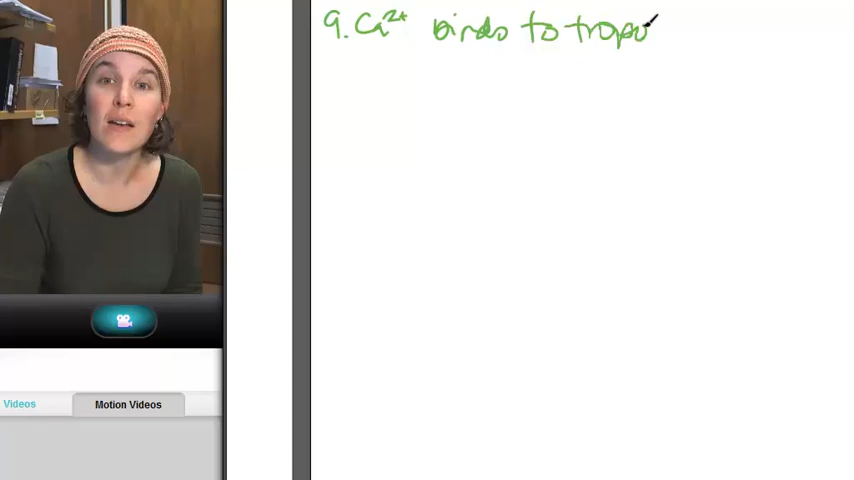 9. Ca²⁺ binds to tropo
Videos
Motion Videos